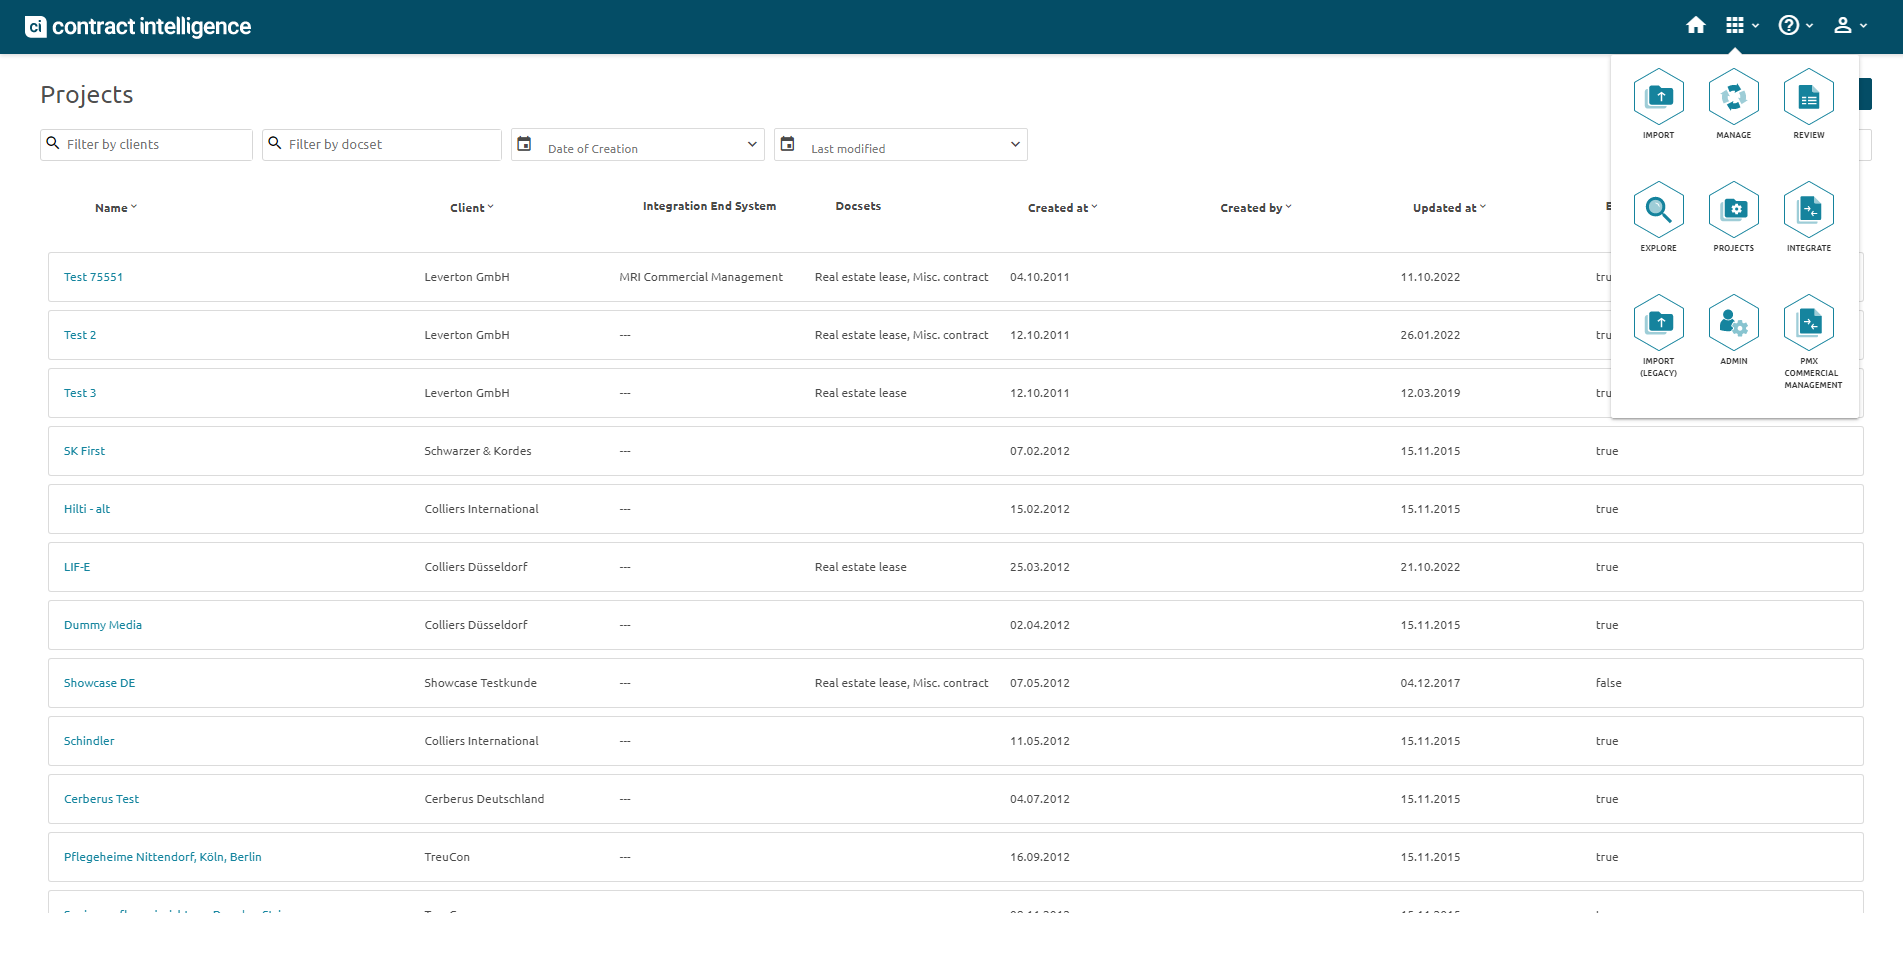 ci contract intelligence
Projects
Filter by clients
Filter by docset
Date of Creation
Last modified
IMPORT
MANAGE
REVIEW
EXPLORE
PROJECTS
INTEGRATE
IMPORT
(LEGACY)
ADMIN
PMX
COMMERCIAL
MANAGEMENT
Name Client Integration End System Docsets Created at Created by Updated at
Test 75551 Leverton GmbH MRI Commercial Management Real estate lease, Misc. contract 04.10.2011 11.10.2022 tru
Test 2 Leverton GmbH --- Real estate lease, Misc. contract 12.10.2011 26.01.2022 tru
Test 3 Leverton GmbH --- Real estate lease 12.10.2011 12.03.2019 tru
SK First Schwarzer & Kordes --- 07.02.2012 15.11.2015 true
Hilti - alt Colliers International --- 15.02.2012 15.11.2015 true
LIF-E Colliers Düsseldorf --- Real estate lease 25.03.2012 21.10.2022 true
Dummy Media Colliers Düsseldorf --- 02.04.2012 15.11.2015 true
Showcase DE Showcase Testkunde --- Real estate lease, Misc. contract 07.05.2012 04.12.2017 false
Schindler Colliers International --- 11.05.2012 15.11.2015 true
Cerberus Test Cerberus Deutschland --- 04.07.2012 15.11.2015 true
Pflegeheime Nittendorf, Köln, Berlin TreuCon --- 16.09.2012 15.11.2015 true